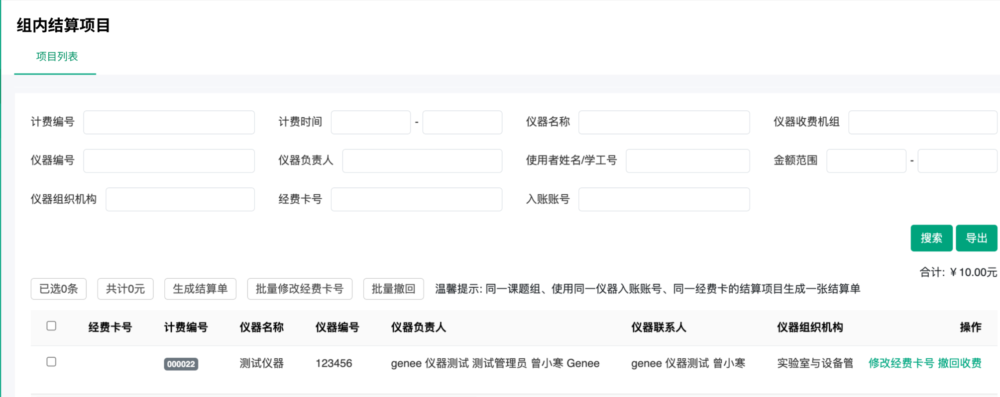 组内结算项目
项目列表
计费编号 计费时间 - 仪器名称 仪器收费机组
仪器编号 仪器负责人 使用者姓名/学工号 金额范围 -
仪器组织机构 经费卡号 入账账号
搜索 导出
合计: ¥10.00元
已选0条 共计0元 生成结算单 批量修改经费卡号 批量撤回 温馨提示: 同一课题组、使用同一仪器入账账号、同一经费卡的结算项目生成一张结算单
经费卡号 计费编号 仪器名称 仪器编号 仪器负责人 仪器联系人 仪器组织机构 操作
000022 测试仪器 123456 genee 仪器测试 测试管理员 曾小寒 Genee genee 仪器测试 曾小寒 实验室与设备管 修改经费卡号 撤回收费